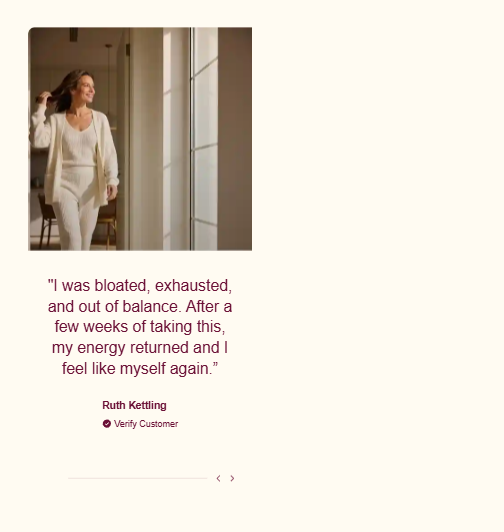 "I was bloated, exhausted,
and out of balance. After a
few weeks of taking this,
my energy returned and I
feel like myself again.”
Ruth Kettling
Verify Customer